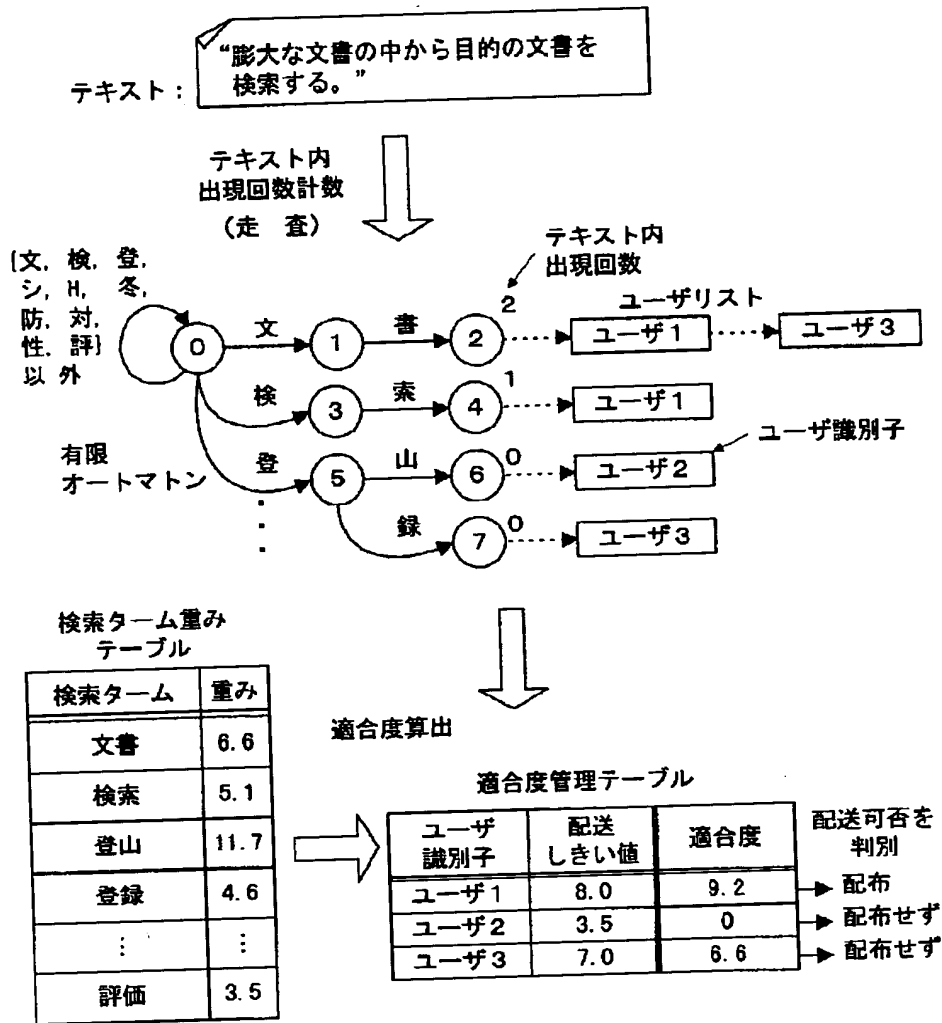 テキスト：
“膨大な文書の中から目的の文書を
検索する。”
テキスト内
出現回数計数
（走　査）
テキスト内
出現回数
{文, 検, 登,
シ, H, 冬,
防, 対,
性, 評}
以 外
0
文
1
書
2
2
ユーザリスト
ユーザ1
ユーザ3
検
3
索
4
1
ユーザ1
ユーザ識別子
有限
オートマトン
登
5
山
6
0
ユーザ2
録
7
0
ユーザ3
検索ターム重み
テーブル
検索ターム 重み
文書 6.6
検索 5.1
登山 11.7
登録 4.6
⋮ ⋮
評価 3.5
適合度算出
適合度管理テーブル
ユーザ
識別子
配送
しきい値
適合度
配送可否を
判別
ユーザ1 8.0 9.2 配布
ユーザ2 3.5 0 配布せず
ユーザ3 7.0 6.6 配布せず